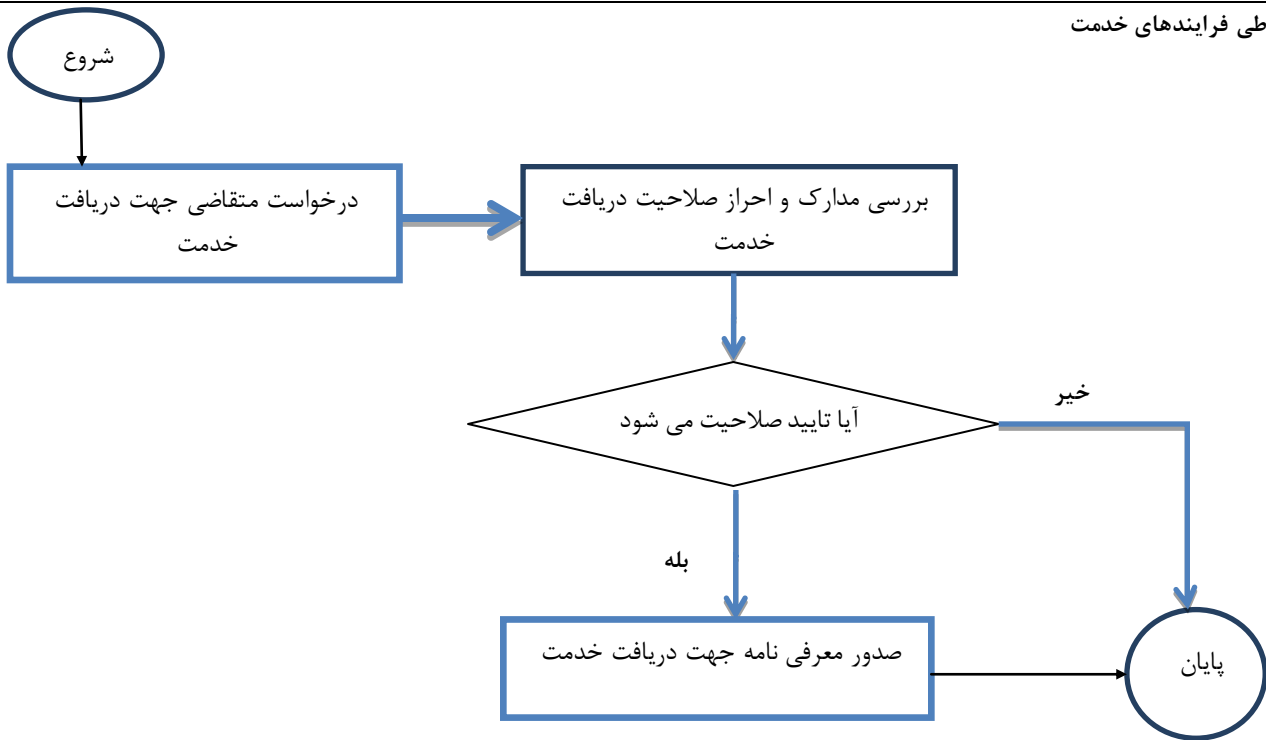 طی فرایندهای خدمت
شروع
درخواست متقاضی جهت دریافت
خدمت
بررسی مدارک و احراز صلاحیت دریافت
خدمت
آیا تایید صلاحیت می شود
خیر
بله
صدور معرفی نامه جهت دریافت خدمت
پایان